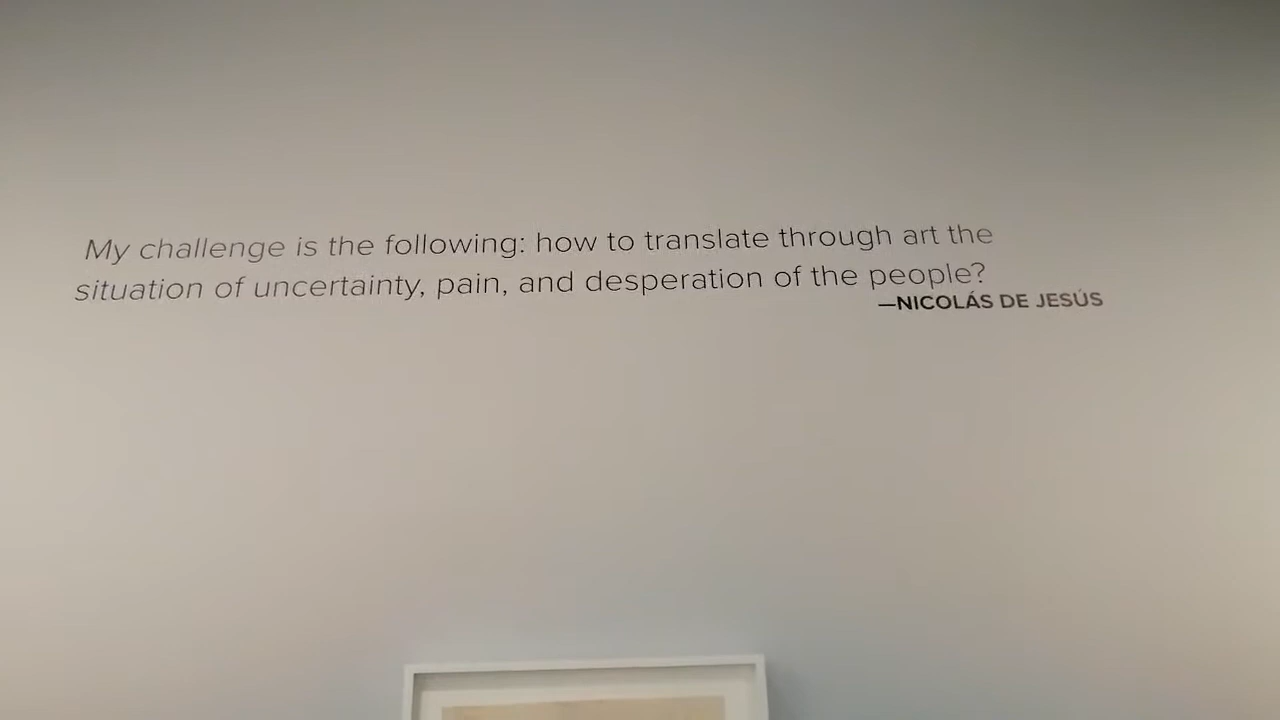 My challenge is the following: how to translate through art the
situation of uncertainty, pain, and desperation of the people?
—NICOLÁS DE JESÚS